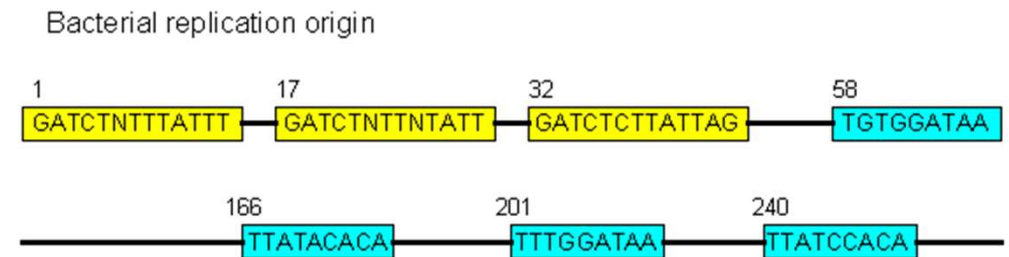 Bacterial replication origin
1 17 32 58
GATCTNTTTATTT GATCTNTTNTATT GATCTCTTATTAG TGTGGATAA
166 201 240
TTATACACA TTTGGATAA TTATCCACA